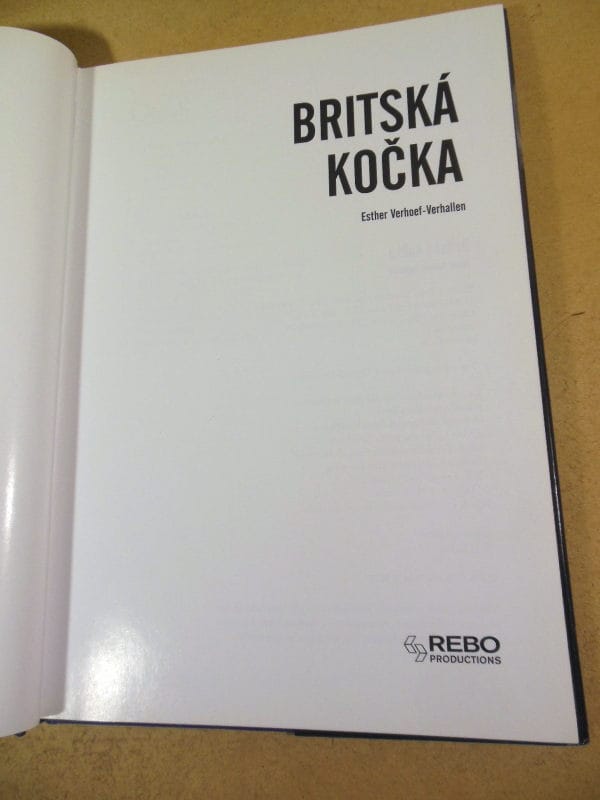 BRITSKÁ
KOČKA
Esther Verhoef-Verhallen
REBO
PRODUCTIONS